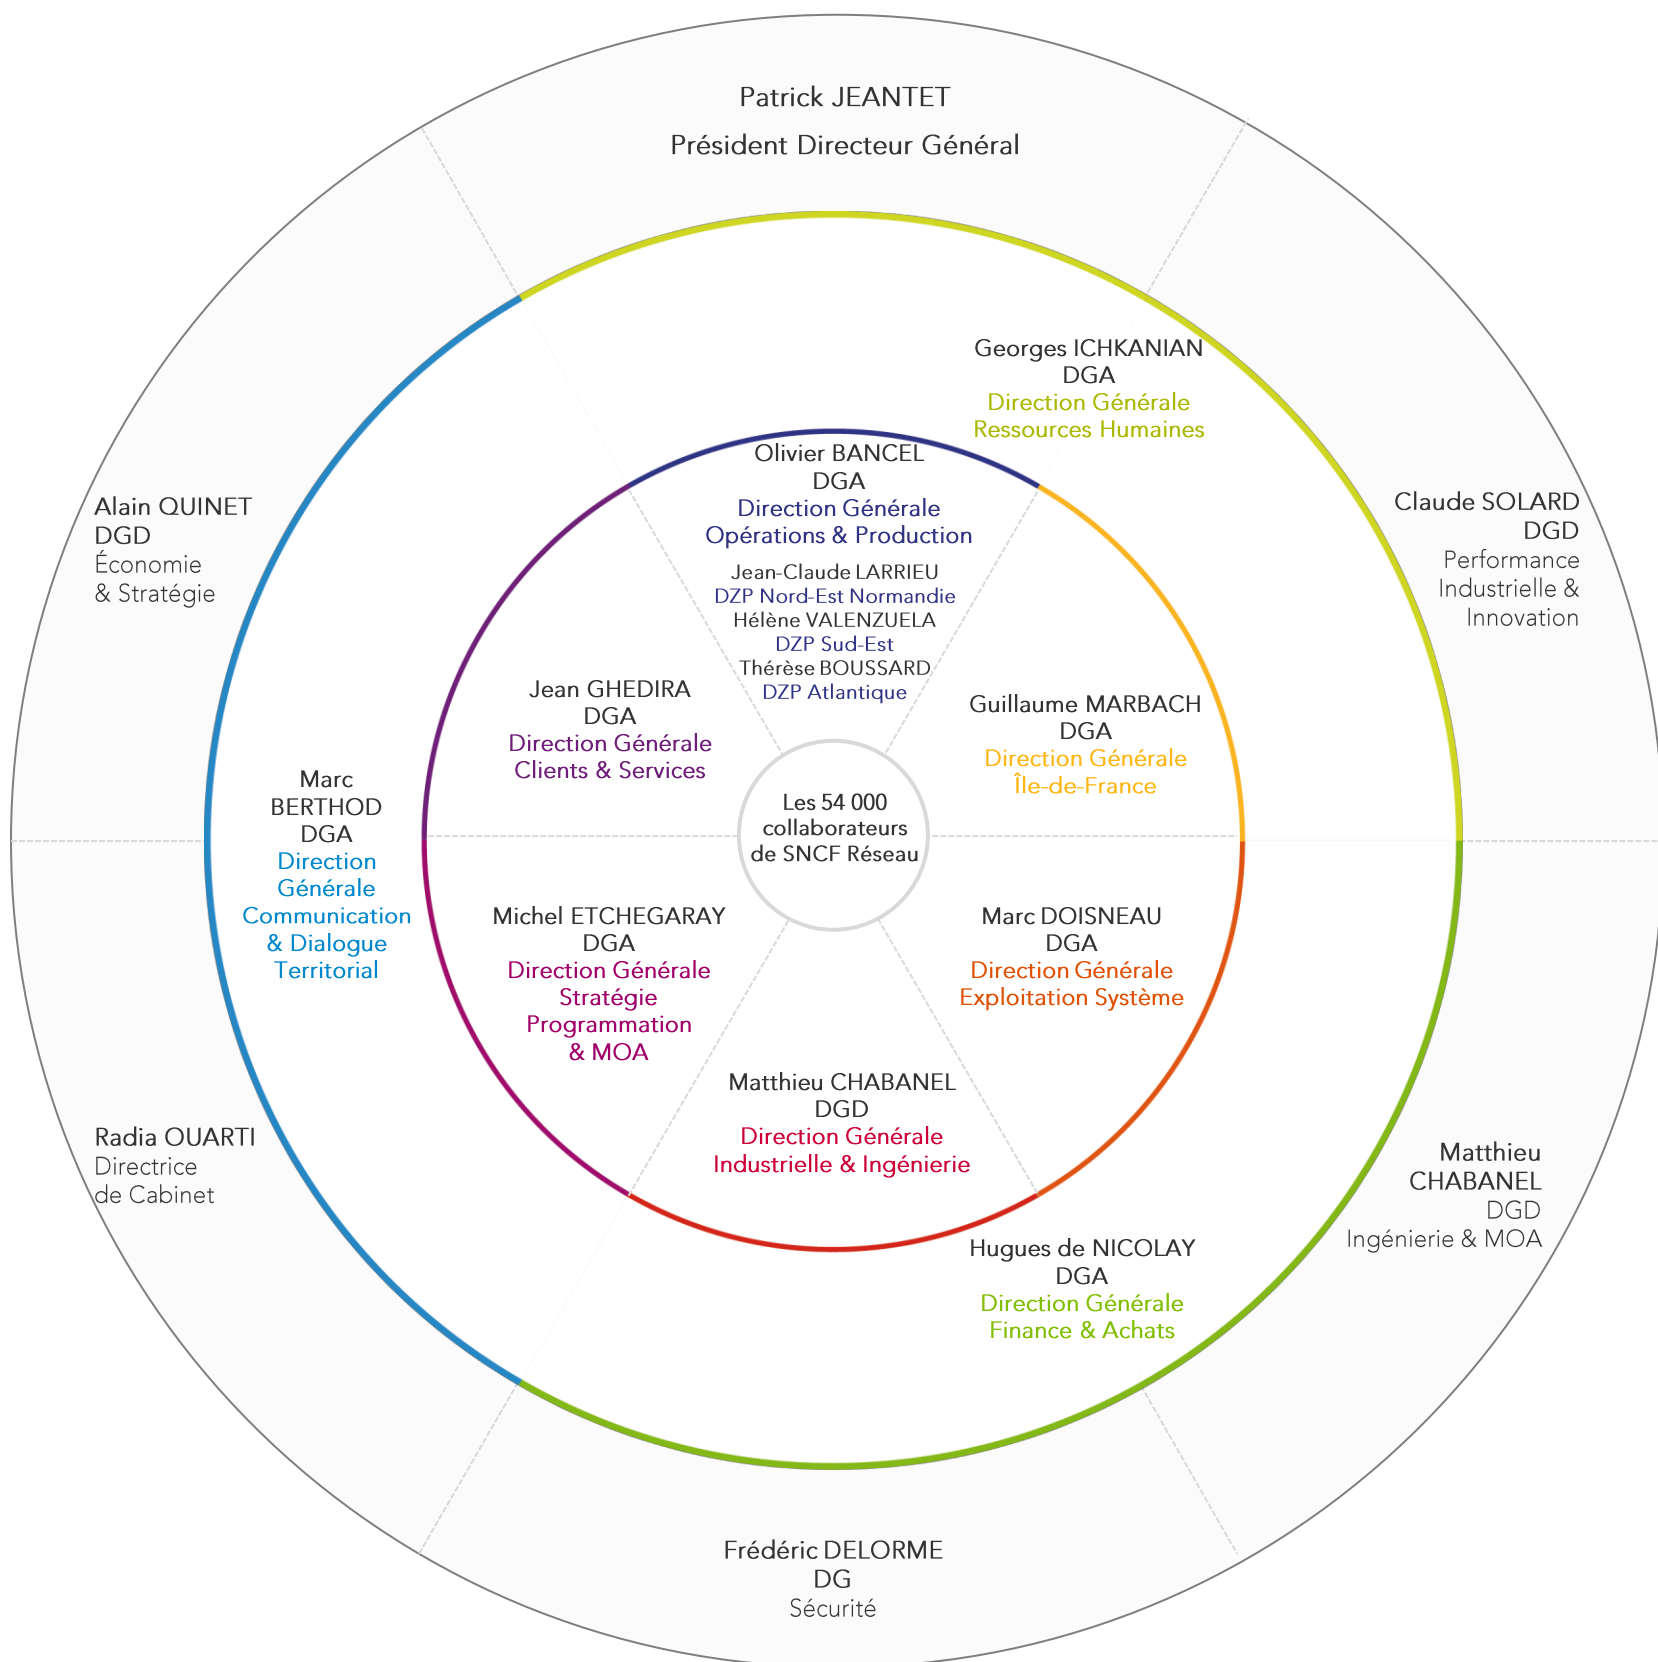 Patrick JEANTET
Président Directeur Général
Georges ICHKANIAN
DGA
Direction Générale
Ressources Humaines
Olivier BANCEL
DGA
Direction Générale
Opérations & Production
Jean-Claude LARRIEU
DZP Nord-Est Normandie
Hélène VALENZUELA
DZP Sud-Est
Thérèse BOUSSARD
DZP Atlantique
Alain QUINET
DGD
Économie
& Stratégie
Claude SOLARD
DGD
Performance
Industrielle &
Innovation
Jean GHEDIRA
DGA
Direction Générale
Clients & Services
Guillaume MARBACH
DGA
Direction Générale
Île-de-France
Marc
BERTHOD
DGA
Direction
Générale
Communication
& Dialogue
Territorial
Les 54 000
collaborateurs
de SNCF Réseau
Michel ETCHEGARAY
DGA
Direction Générale
Stratégie
Programmation
& MOA
Marc DOISNEAU
DGA
Direction Générale
Exploitation Système
Matthieu CHABANEL
DGD
Direction Générale
Industrielle & Ingénierie
Radia OUARTI
Directrice
de Cabinet
Matthieu
CHABANEL
DGD
Ingénierie & MOA
Hugues de NICOLAY
DGA
Direction Générale
Finance & Achats
Frédéric DELORME
DG
Sécurité